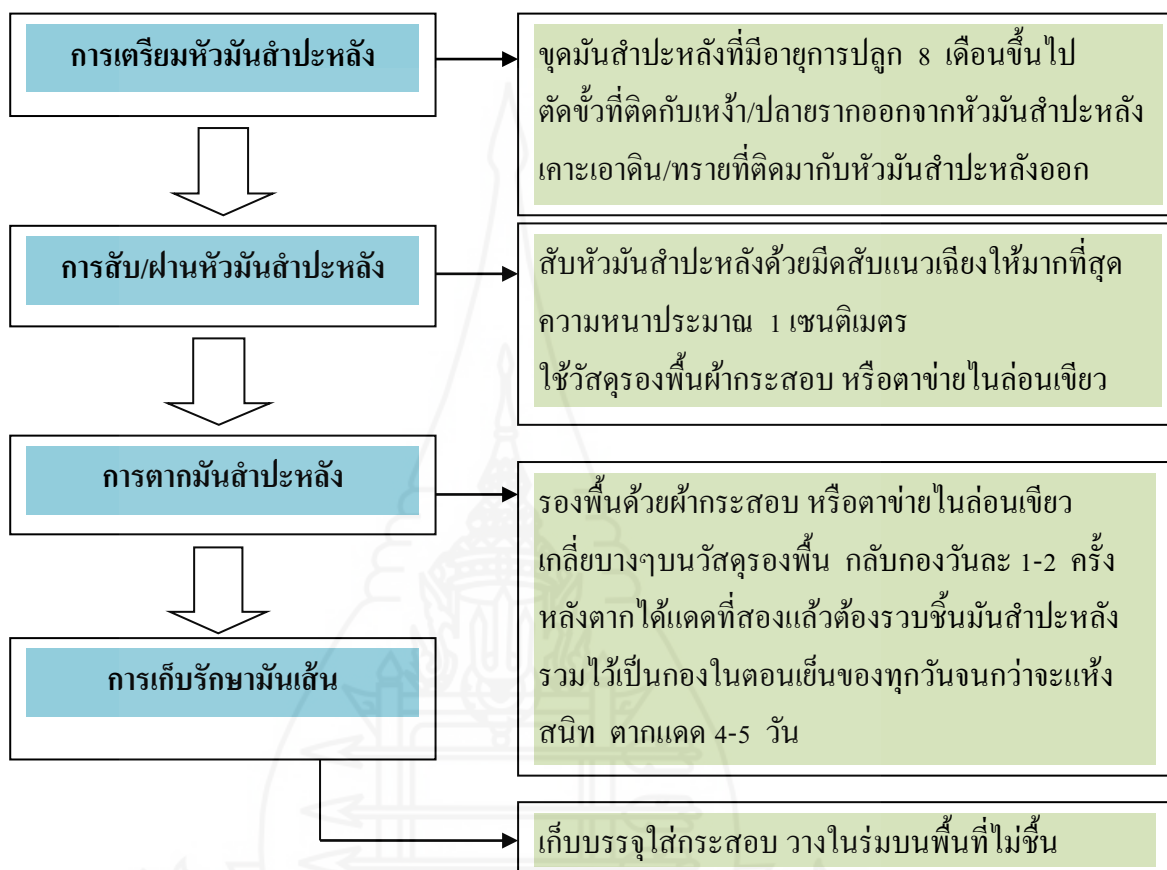 การเตรียมหัวมันสำปะหลัง
ขุดมันสำปะหลังที่มีอายุการปลูก 8 เดือนขึ้นไป
ตัดขั้วที่ติดกับเหง้า/ปลายรากออกจากหัวมันสำปะหลัง
เคาะเอาดิน/ทรายที่ติดมากับหัวมันสำปะหลังออก
การสับ/ฝานหัวมันสำปะหลัง
สับหัวมันสำปะหลังด้วยมีดสับแนวเฉียงให้มากที่สุด
ความหนาประมาณ 1 เซนติเมตร
ใช้วัสดุรองพื้นผ้ากระสอบ หรือตาข่ายไนล่อนเขียว
การตากมันสำปะหลัง
รองพื้นด้วยผ้ากระสอบ หรือตาข่ายไนล่อนเขียว
เกลี่ยบางๆบนวัสดุรองพื้น กลับกองวันละ 1-2 ครั้ง
หลังตากได้แดดที่สองแล้วต้องรวบชิ้นมันสำปะหลัง
รวมไว้เป็นกองในตอนเย็นของทุกวันจนกว่าจะแห้ง
สนิท ตากแดด 4-5 วัน
การเก็บรักษามันเส้น
เก็บบรรจุใส่กระสอบ วางในร่มบนพื้นที่ไม่ชื้น